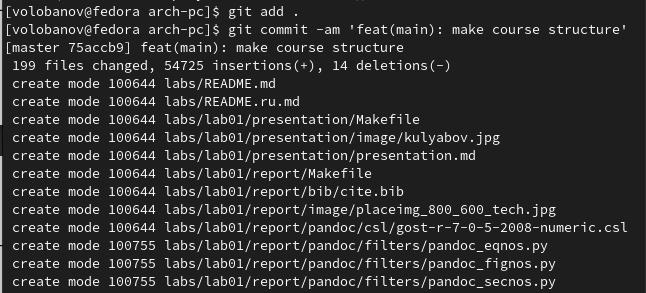 [volobanov@fedora arch-pc]$ git add .
[volobanov@fedora arch-pc]$ git commit -am 'feat(main): make course structure'
[master 75accb9] feat(main): make course structure
 199 files changed, 54725 insertions(+), 14 deletions(-)
 create mode 100644 labs/README.md
 create mode 100644 labs/README.ru.md
 create mode 100644 labs/lab01/presentation/Makefile
 create mode 100644 labs/lab01/presentation/image/kulyabov.jpg
 create mode 100644 labs/lab01/presentation/presentation.md
 create mode 100644 labs/lab01/report/Makefile
 create mode 100644 labs/lab01/report/bib/cite.bib
 create mode 100644 labs/lab01/report/image/placeimg_800_600_tech.jpg
 create mode 100644 labs/lab01/report/pandoc/csl/gost-r-7-0-5-2008-numeric.csl
 create mode 100755 labs/lab01/report/pandoc/filters/pandoc_eqnos.py
 create mode 100755 labs/lab01/report/pandoc/filters/pandoc_fignos.py
 create mode 100755 labs/lab01/report/pandoc/filters/pandoc_secnos.py